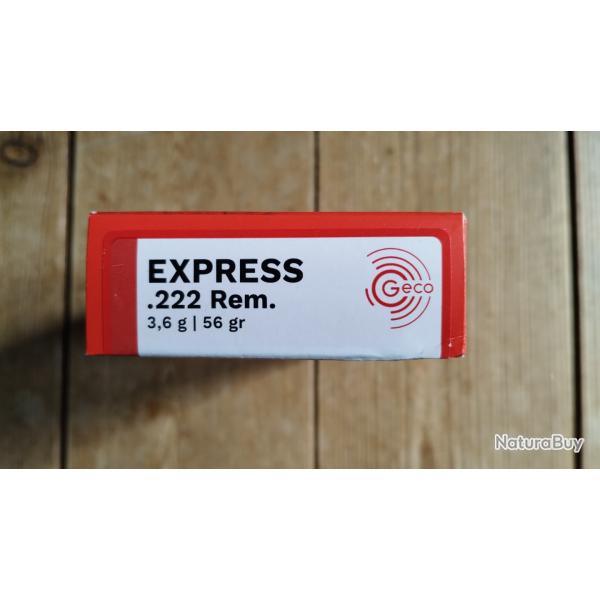 EXPRESS
.222 Rem.
3,6 g | 56 gr
Geco
NaturaBuy